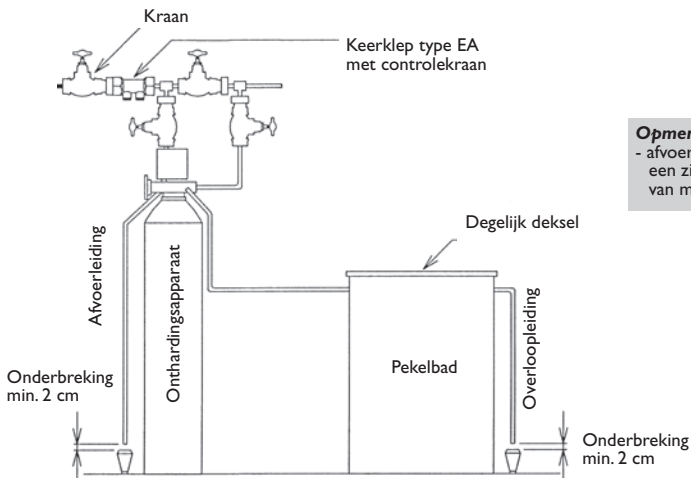 Kraan
Keerklep type EA
met controlekraan
Opmer
- afvoer
een zi
van m
Degelijk deksel
Afvoerleiding
Onthardingsapparaat
Pekelbad
Overloopleiding
Onderbreking
min. 2 cm
Onderbreking
min. 2 cm